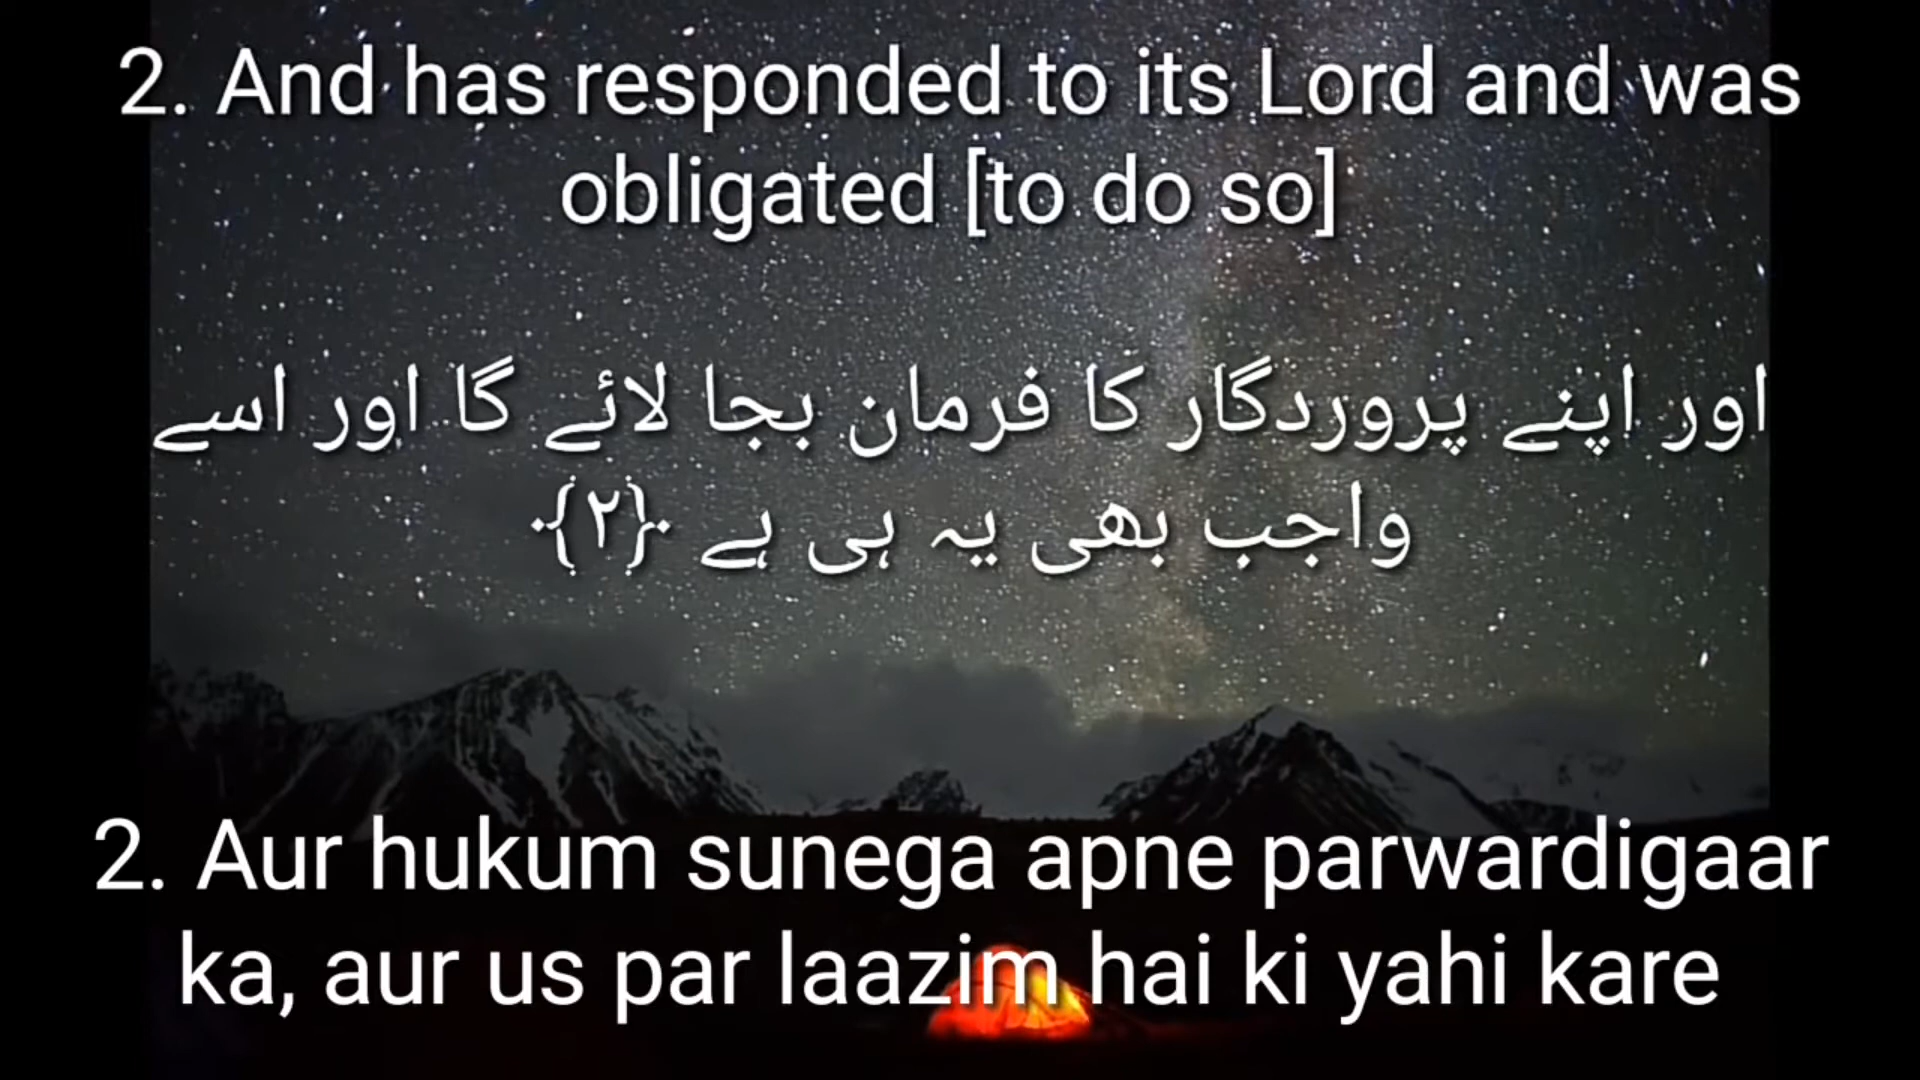 2. And has responded to its Lord and was
obligated [to do so]
اور اپنے پروردگار کا فرمان بجا لائے گا اور اسے
واجب بھی یہ ہی ہے ﴿۲﴾
2. Aur hukum sunega apne parwardigaar
ka, aur us par laazim hai ki yahi kare